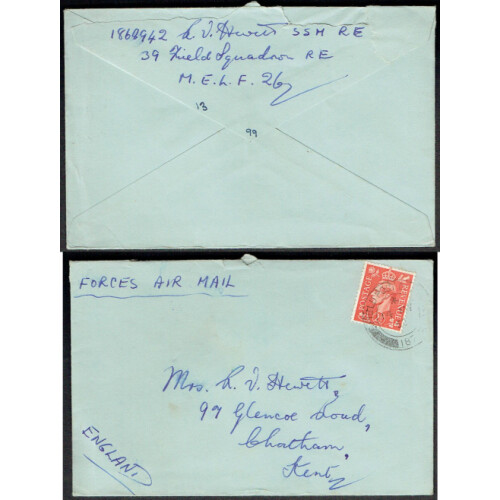 1868942 L V Hewett SSM RE
39 Field Squadron RE
M.E.L.F. 26
13
99
FORCES AIR MAIL
POSTAGE REVENUE
Mrs. L. V. Hewett,
97 Glencoe Road,
Chatham,
Kent
ENGLAND